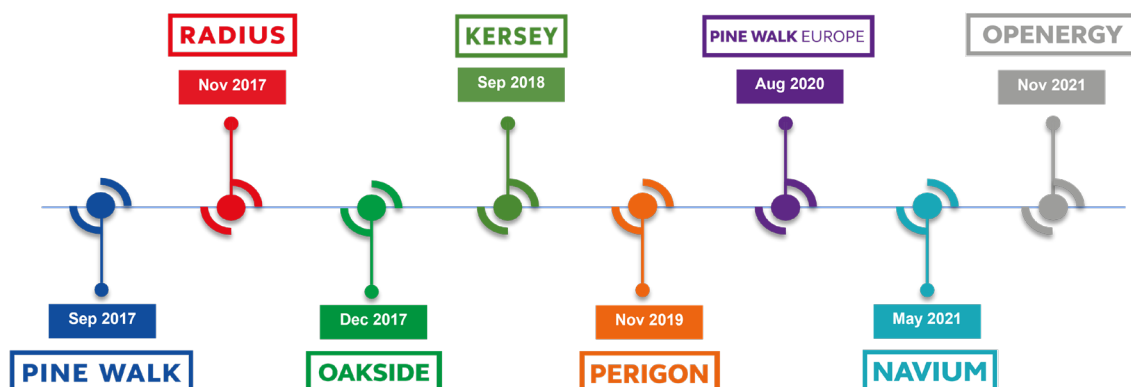 RADIUS
Nov 2017
KERSEY
Sep 2018
PINE WALK EUROPE
Aug 2020
OPENERGY
Nov 2021
Sep 2017
PINE WALK
Dec 2017
OAKSIDE
Nov 2019
PERIGON
May 2021
NAVIUM